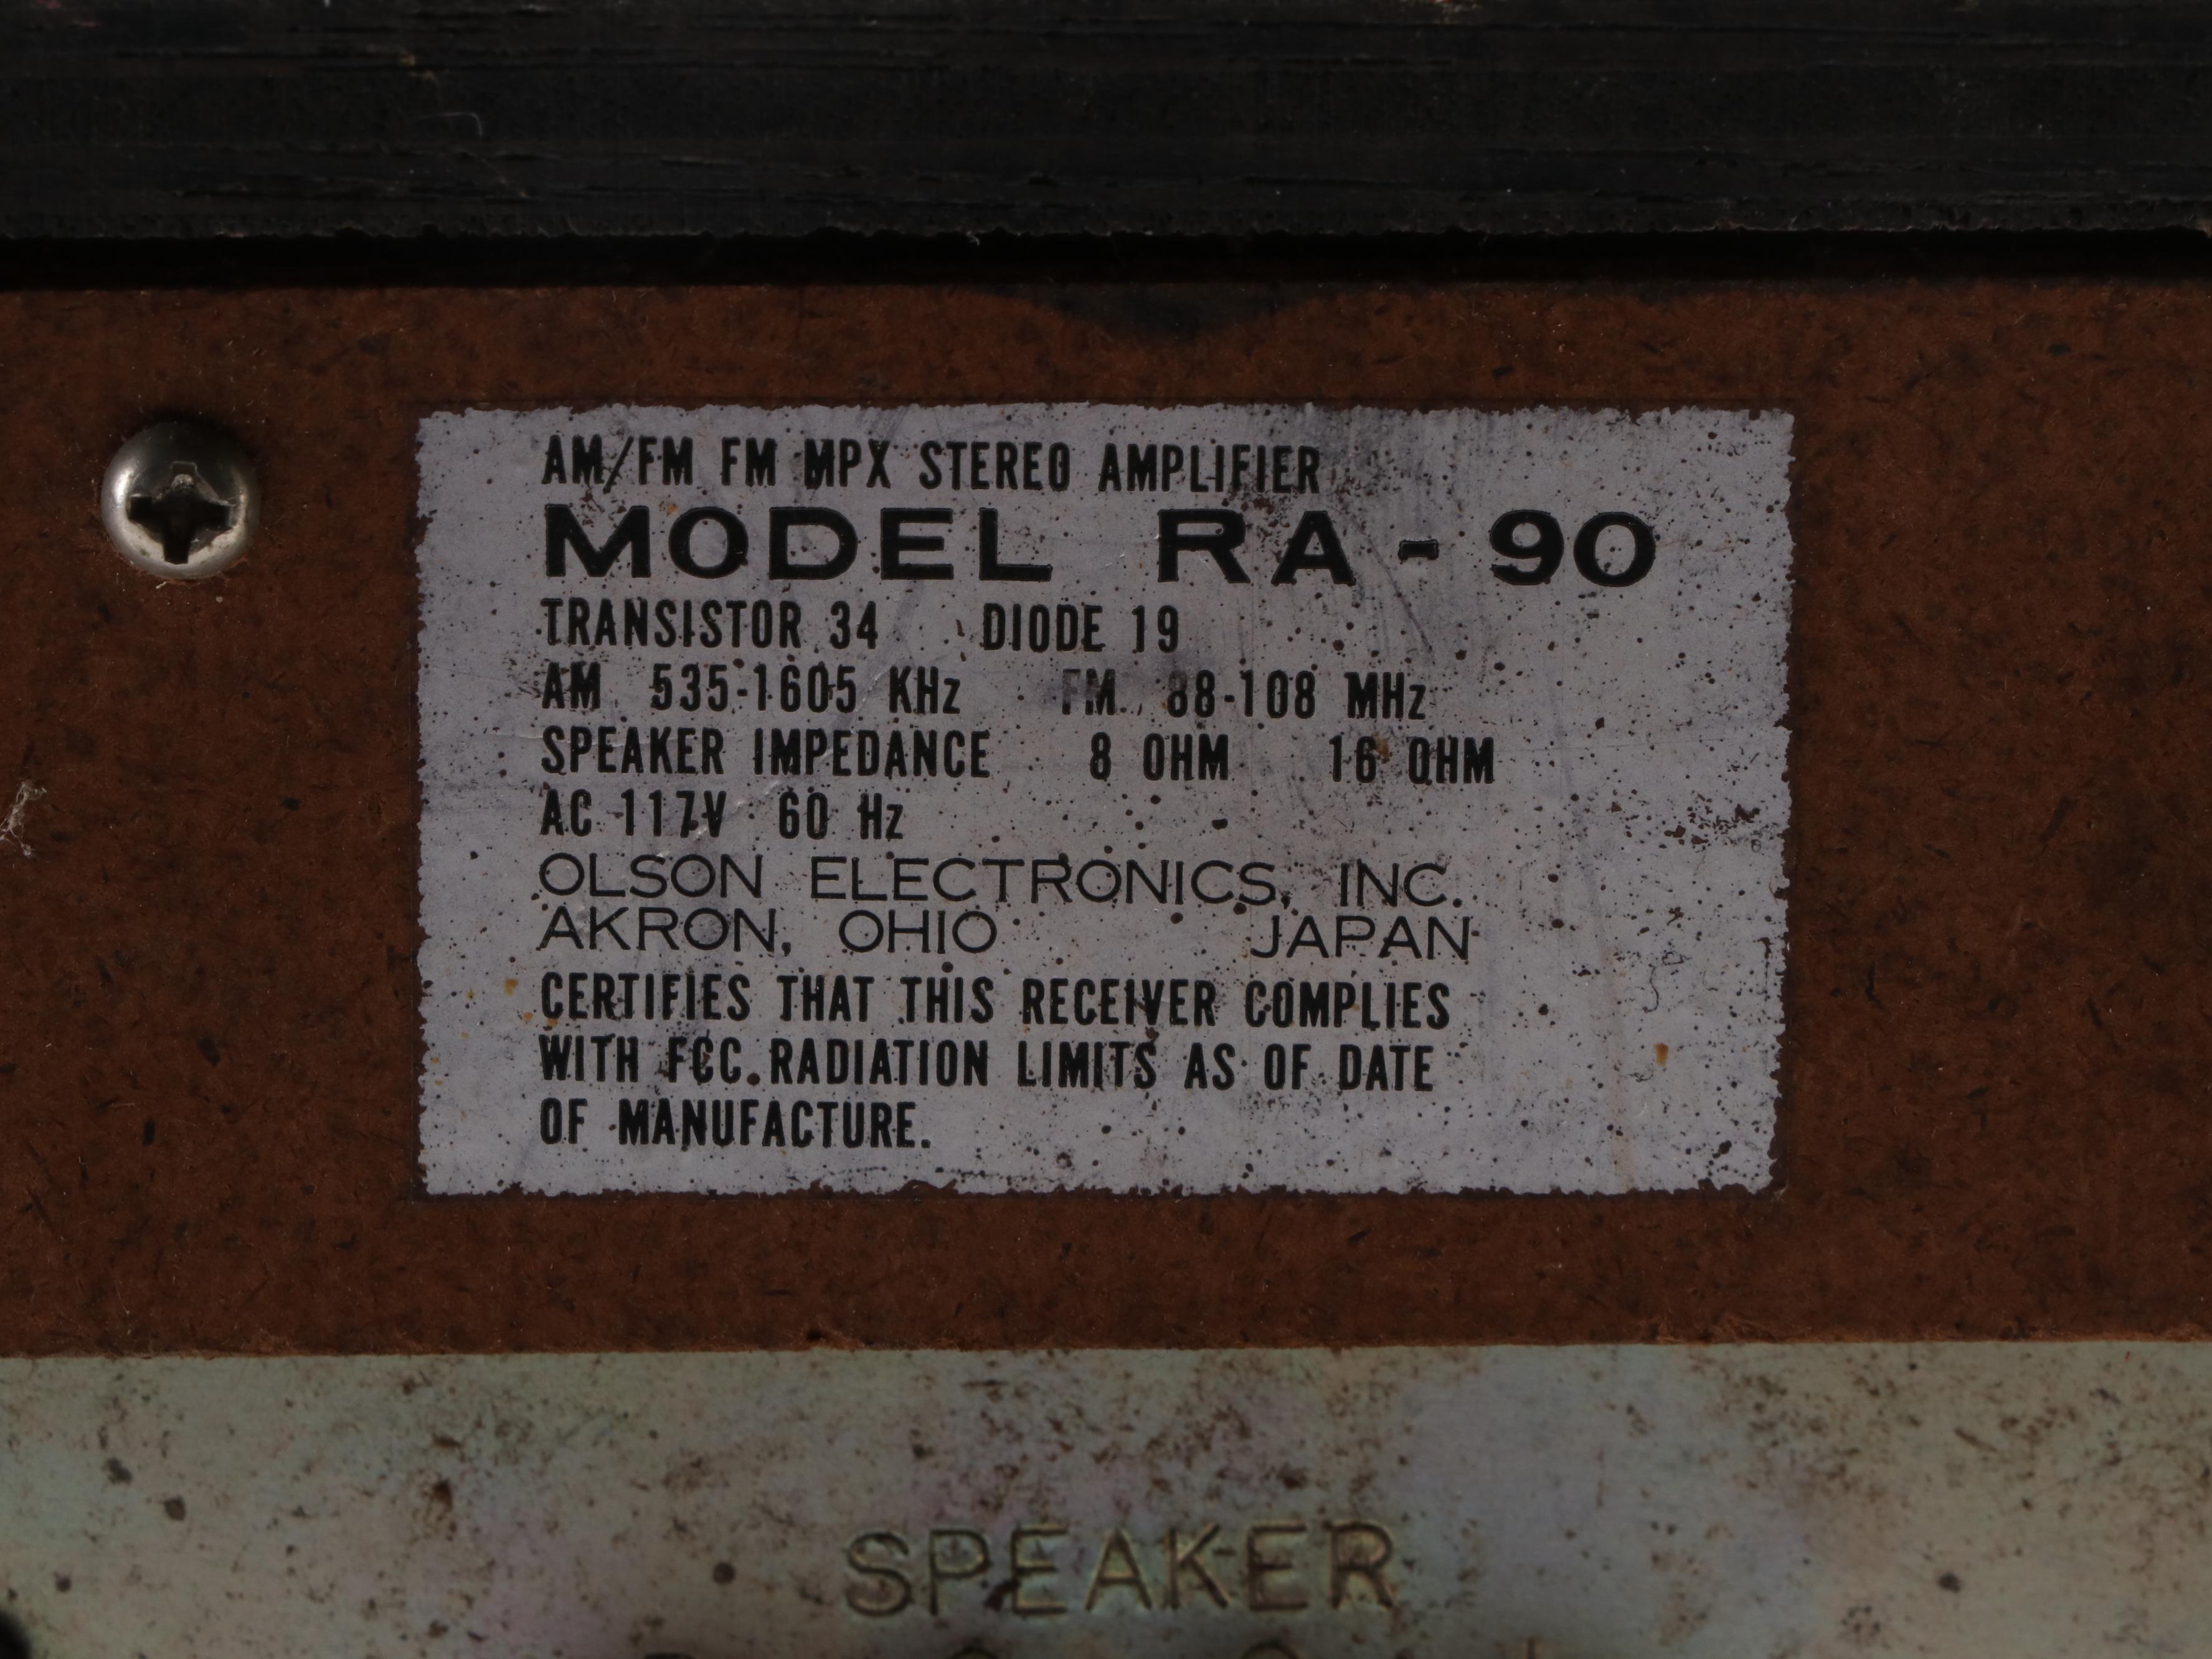 AM/FM FM MPX STEREO AMPLIFIER
MODEL RA-90
TRANSISTOR 34 DIODE 19
AM 535-1605 KHz FM 88-108 MHz
SPEAKER IMPEDANCE 8 OHM 16 OHM
AC 117V 60 Hz
OLSON ELECTRONICS, INC.
AKRON, OHIO JAPAN
CERTIFIES THAT THIS RECEIVER COMPLIES
WITH FCC. RADIATION LIMITS AS OF DATE
OF MANUFACTURE.
SPEAKER